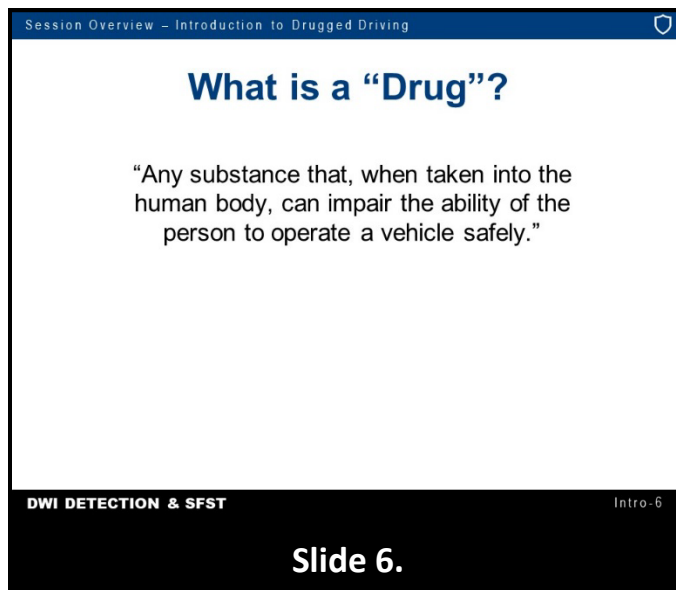 Session Overview – Introduction to Drugged Driving
What is a “Drug”?
“Any substance that, when taken into the
human body, can impair the ability of the
person to operate a vehicle safely.”
DWI DETECTION & SFST
Intro-6
Slide 6.